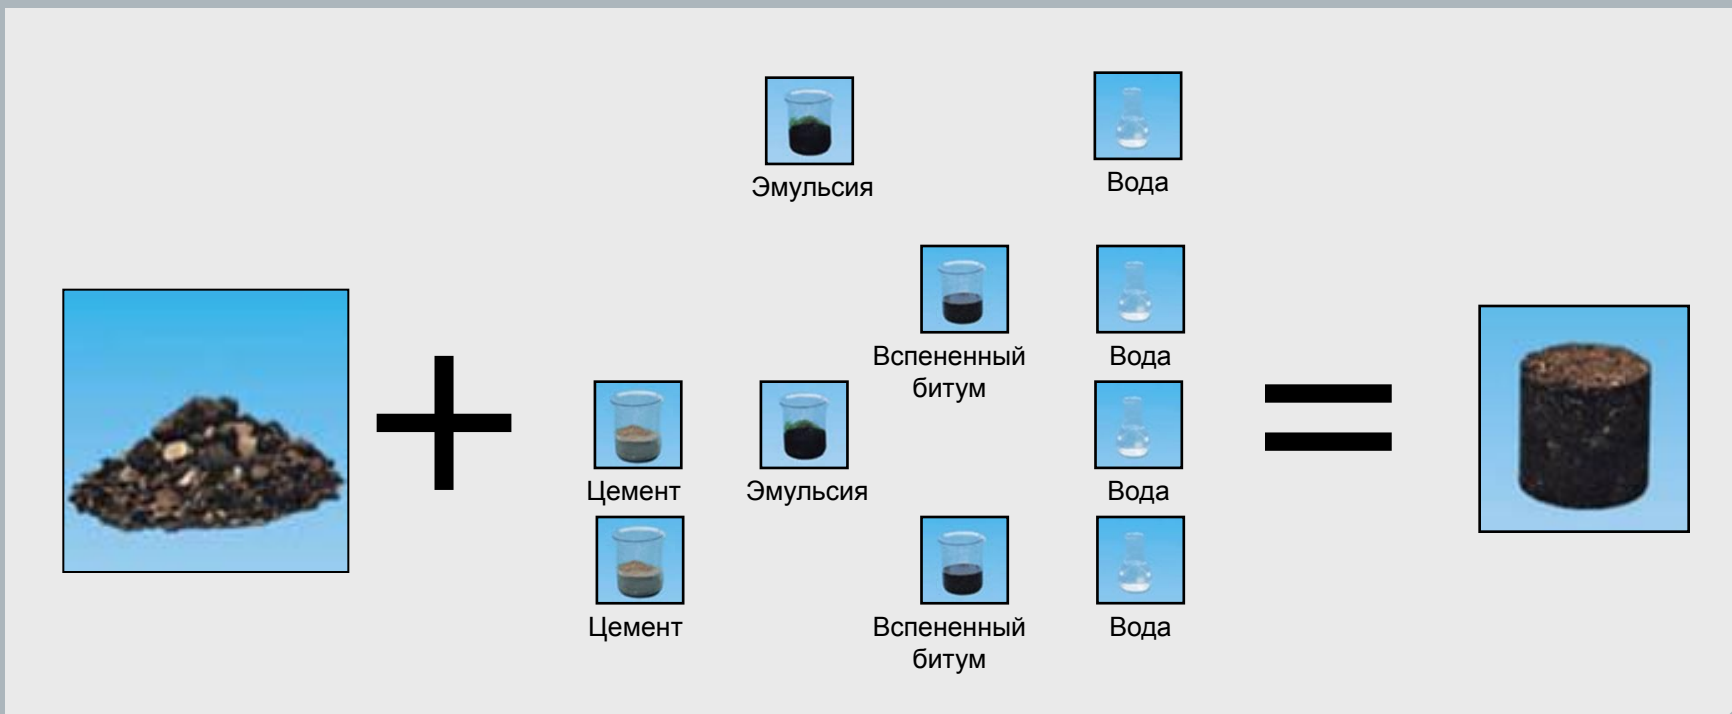 Эмульсия
Вода
Вспененный
битум
Вода
Цемент
Эмульсия
Вода
Цемент
Вспененный
битум
Вода